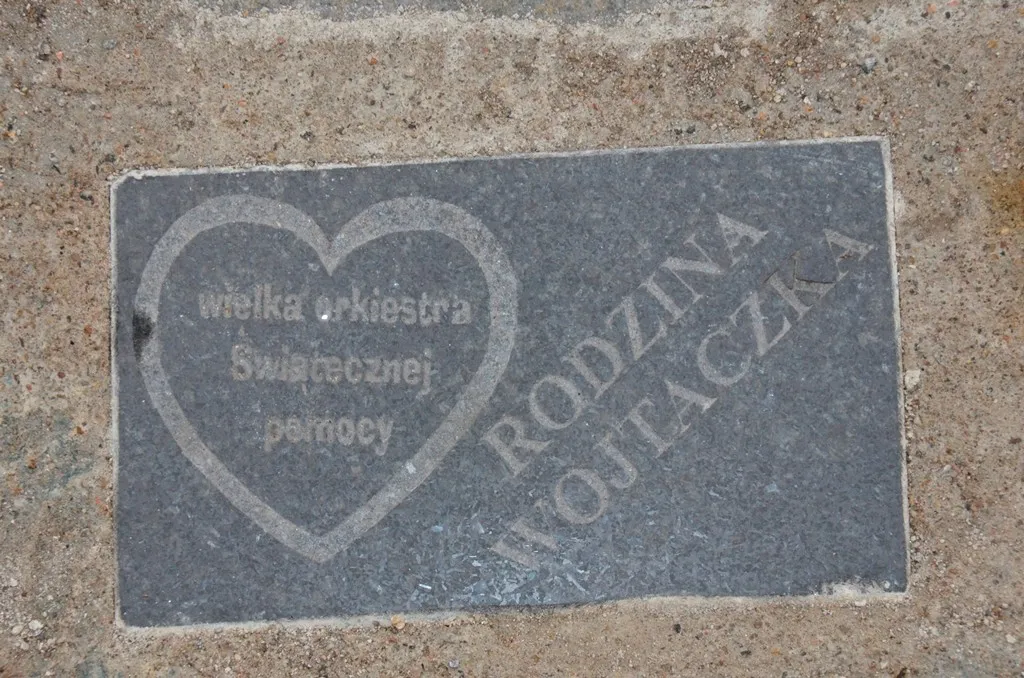 wielka orkiestra
Świątecznej
pomocy
RODZINA
WOJTACZKA